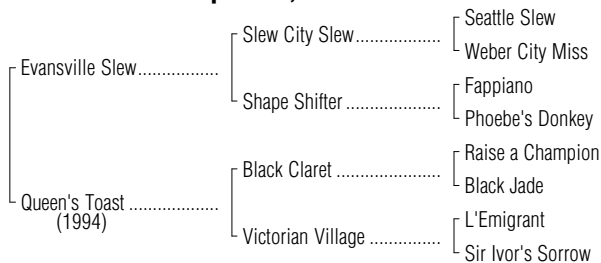 Seattle Slew
Slew City Slew..................
Weber City Miss
Evansville Slew.................
Fappiano
Shape Shifter ....................
Phoebe's Donkey
Raise a Champion
Black Claret ......................
Black Jade
Queen's Toast ...................
(1994)
L'Emigrant
Victorian Village ...............
Sir Ivor's Sorrow